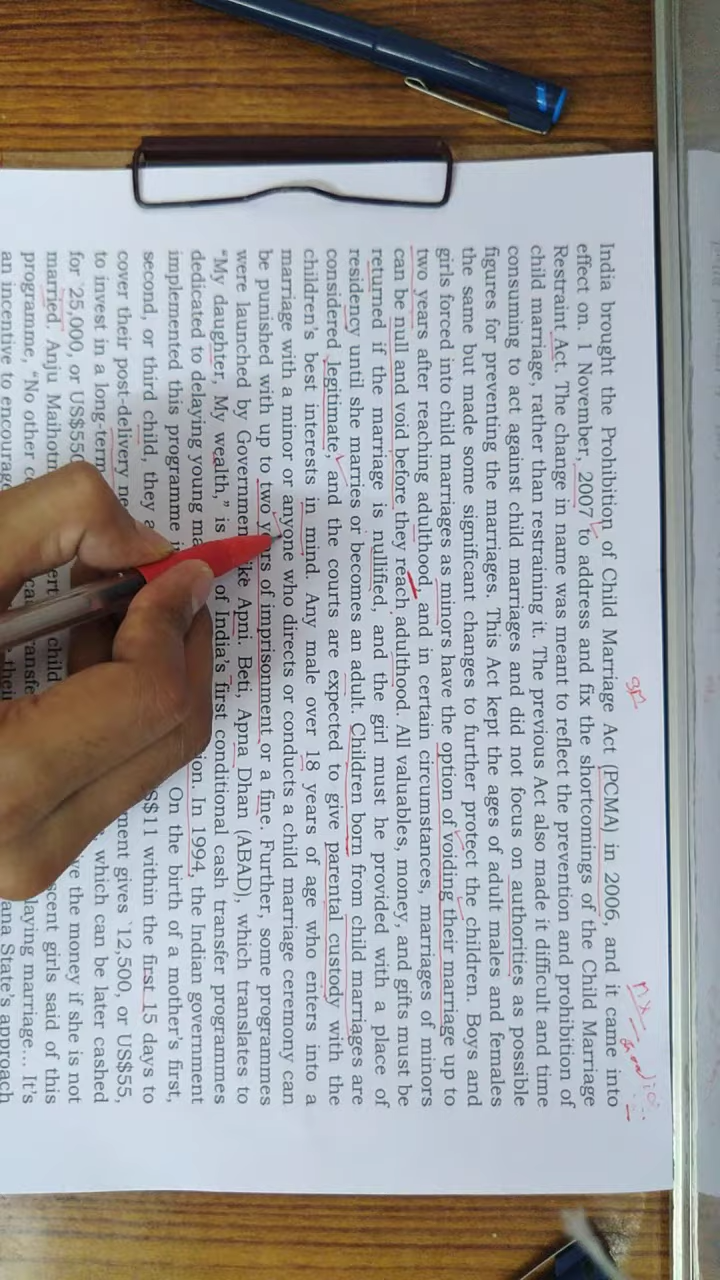 India brought the Prohibition of Child Marriage Act (PCMA) in 2006, and it came into
effect on. 1 November, 2007 to address and fix the shortcomings of the Child Marriage
Restraint Act. The change in name was meant to reflect the prevention and prohibition of
child marriage, rather than restraining it. The previous Act also made it difficult and time
consuming to act against child marriages and did not focus on authorities as possible
figures for preventing the marriages. This Act kept the ages of adult males and females
the same but made some significant changes to further protect the children. Boys and
girls forced into child marriages as minors have the option of voiding their marriage up to
two years after reaching adulthood, and in certain circumstances, marriages of minors
can be null and void before they reach adulthood. All valuables, money, and gifts must be
returned if the marriage is nullified, and the girl must he provided with a place of
residency until she marries or becomes an adult. Children born from child marriages are
considered legitimate, and the courts are expected to give parental custody with the
children's best interests in mind. Any male over 18 years of age who enters into a
marriage with a minor or anyone who directs or conducts a child marriage ceremony can
be punished with up to two years of imprisonment or a fine. Further, some programmes
were launched by Governmen ike Apni. Beti, Apna Dhan (ABAD), which translates to
"My daughter, My wealth," is of India's first conditional cash transfer programmes
dedicated to delaying young ma ion. In 1994, the Indian government
implemented this programme i On the birth of a mother's first,
second, or third child, they S$11 within the first 15 days to
cover their post-delivery ne ment gives `12,500, or US$55,
to invest in a long-term which can be later cashed
for `25,000, or US$550 ive the money if she is not
married. Anju Malhotr ert child scent girls said of this
programme, "No other c ca ransfe laying marriage... It's
an incentive to encourage thei ana State's approach